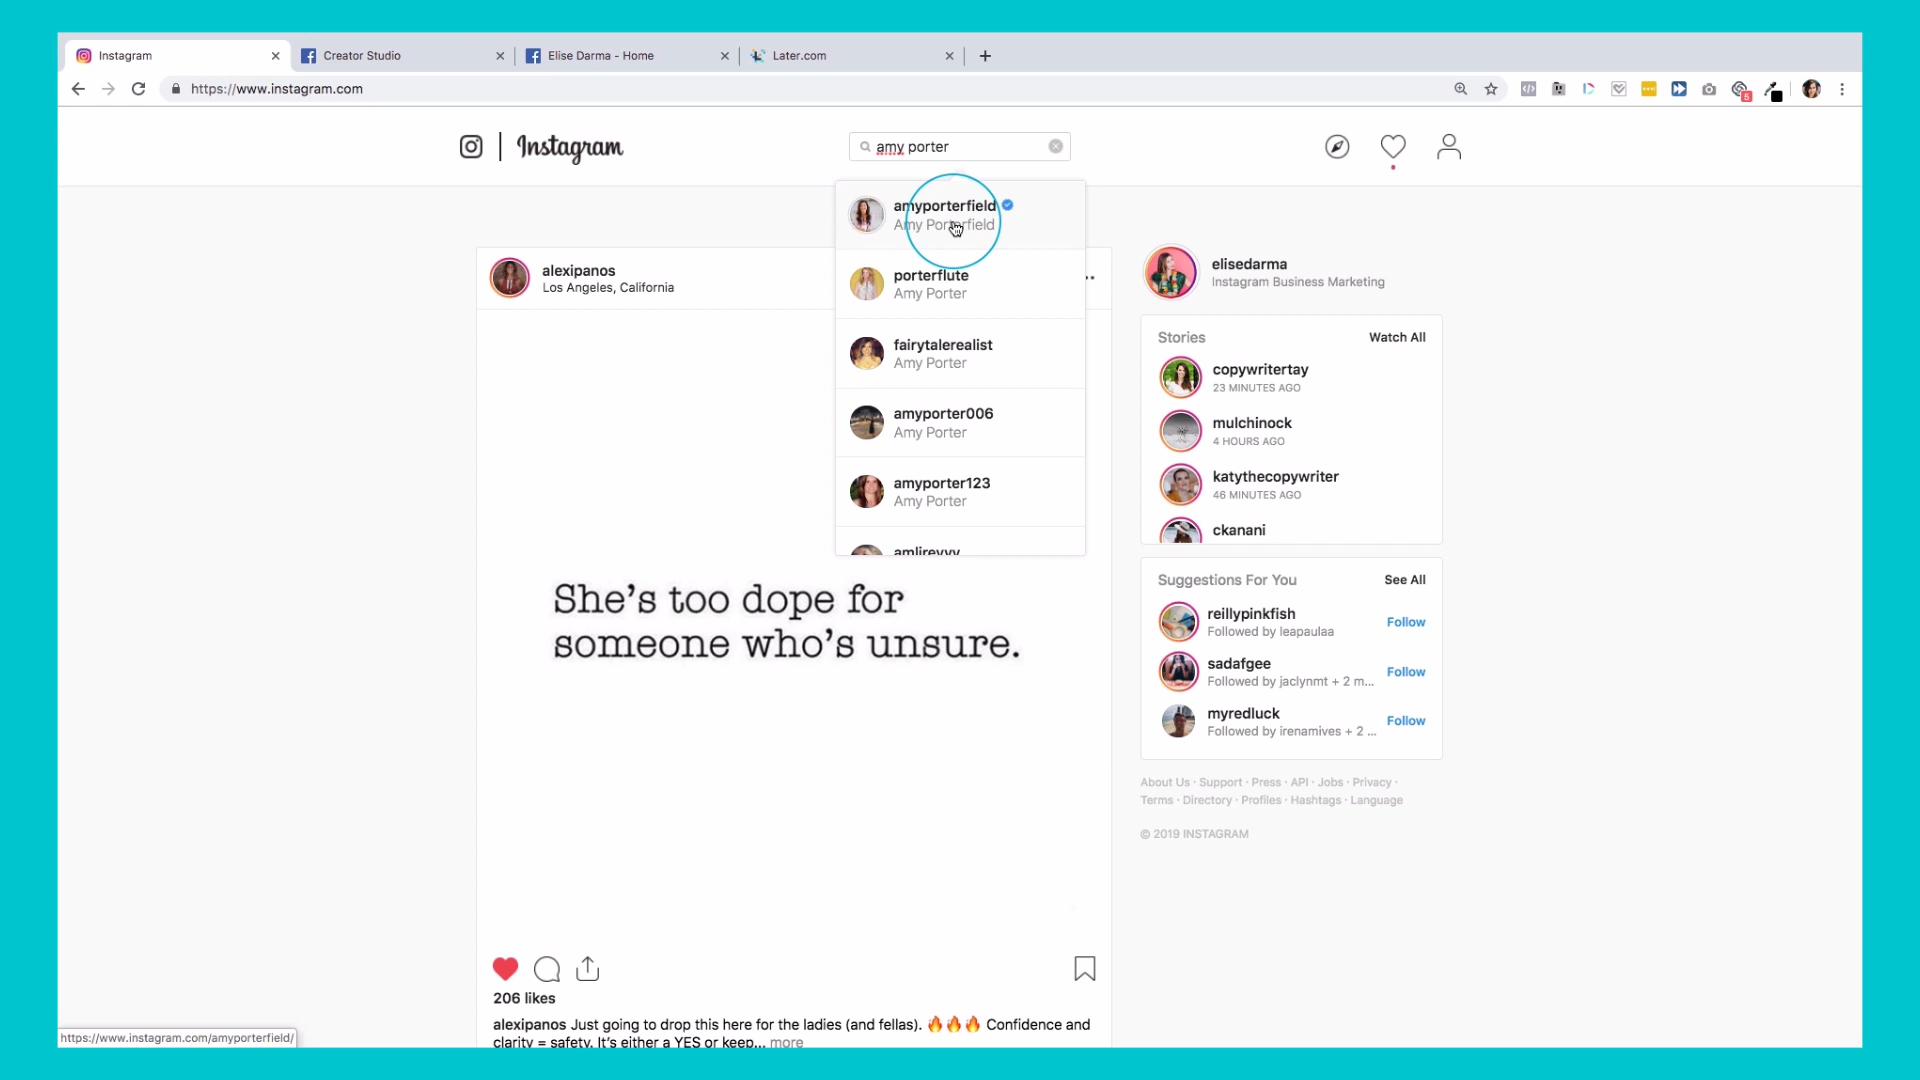 Instagram
Creator Studio
Elise Darma - Home
Later.com
https://www.instagram.com
5
Instagram
amy porter
amyporterfield
Amy Porterfield
porterflute
Amy Porter
fairytalerealist
Amy Porter
amyporter006
Amy Porter
amyporter123
Amy Porter
amlirevvv
alexipanos
Los Angeles, California
She's too dope for
someone who's unsure.
206 likes
alexipanos Just going to drop this here for the ladies (and fellas). 🔥🔥🔥 Confidence and
clarity = safety. It's either a YES or keep... more
elisedarma
Instagram Business Marketing
Stories
Watch All
copywritertay
23 MINUTES AGO
mulchinock
4 HOURS AGO
katythecopywriter
46 MINUTES AGO
ckanani
Suggestions For You
See All
reillypinkfish
Followed by leapaulaa
Follow
sadafgee
Followed by jaclynmt + 2 m...
Follow
myredluck
Followed by irenamives + 2 ...
Follow
About Us · Support · Press · API · Jobs · Privacy ·
Terms · Directory · Profiles · Hashtags · Language
© 2019 INSTAGRAM
https://www.instagram.com/amyporterfield/